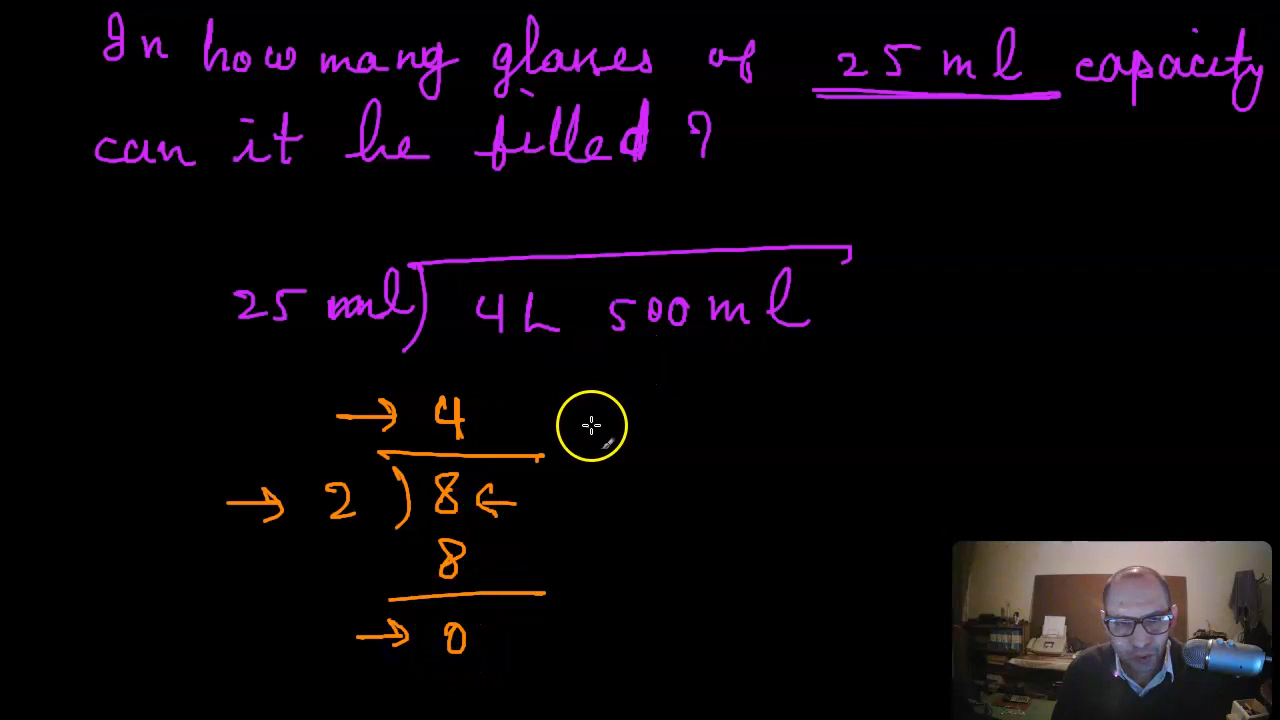 In how many glasses of 25 ml capacity
can it be filled ?
25 ml) 4L 500 ml
→ 4
→ 2 ) 8 ←
8
→ 0